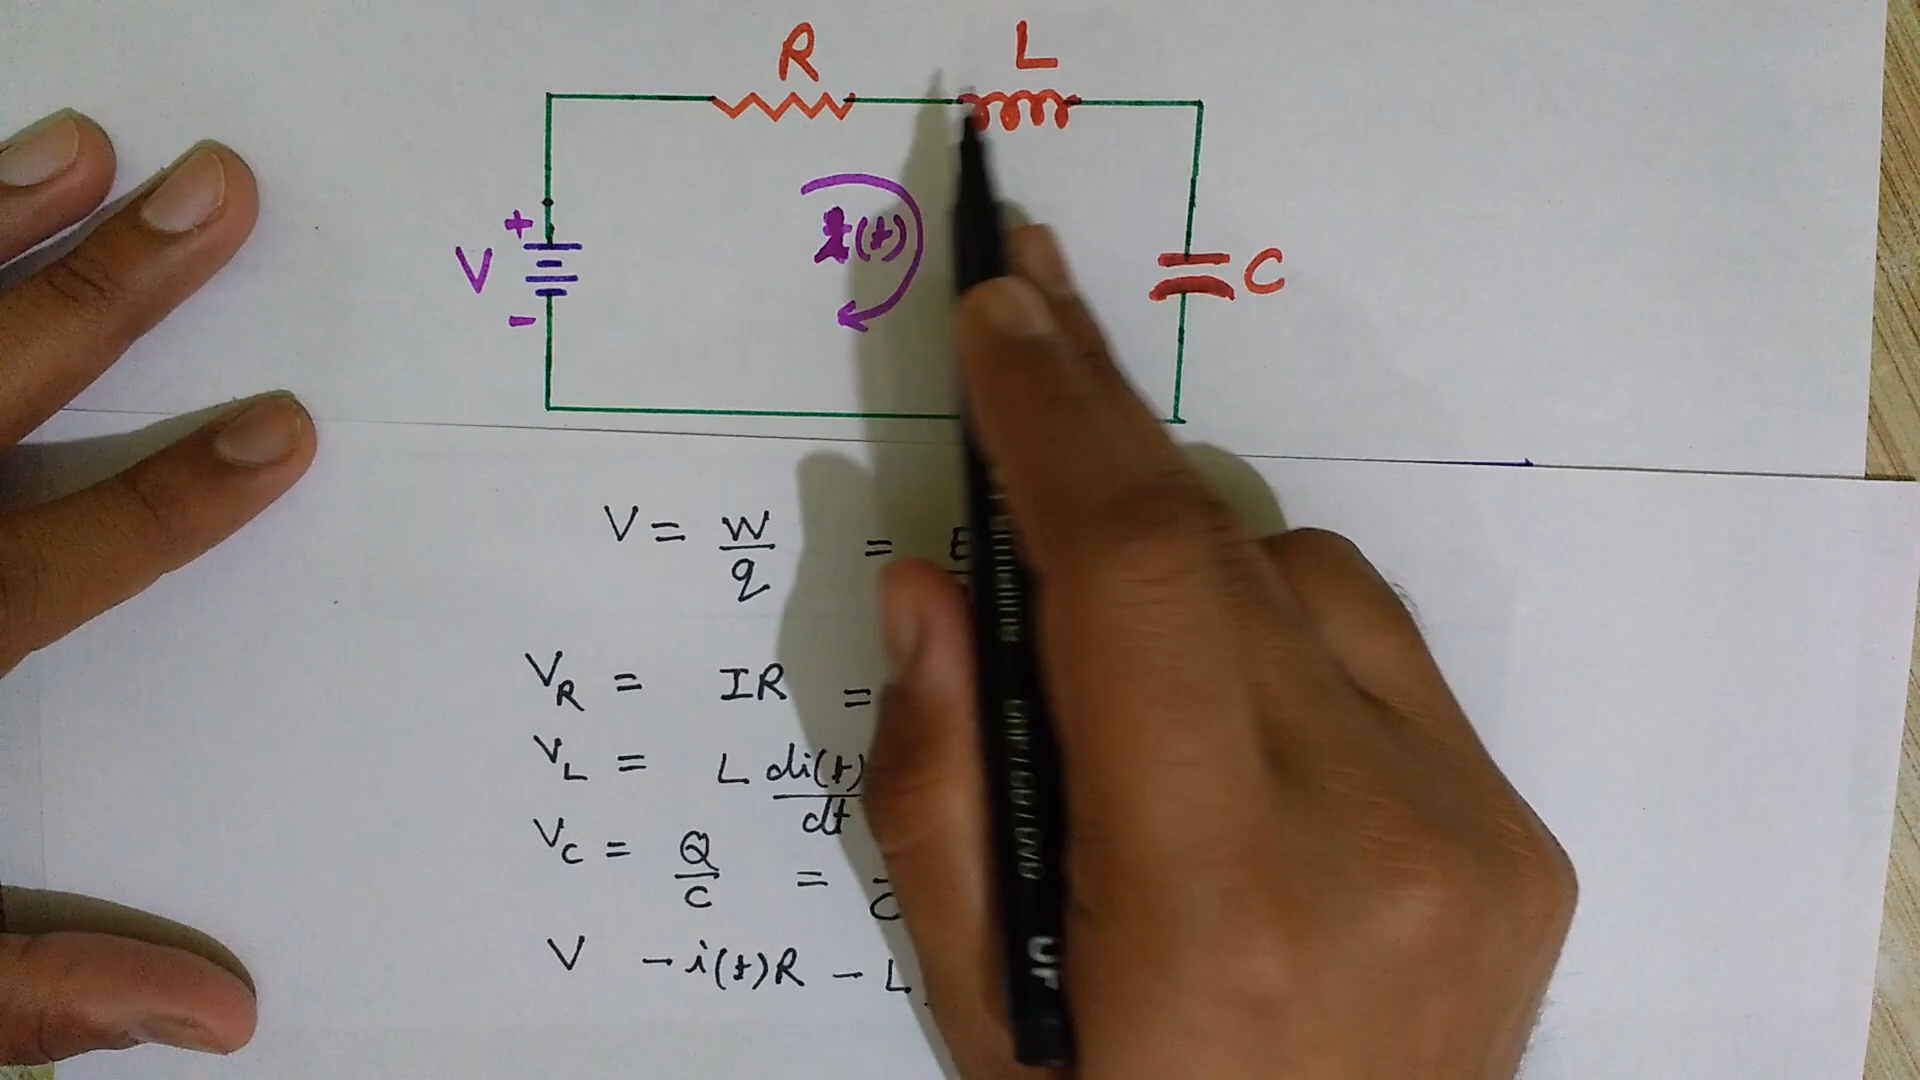 R L
+
V i(t) C
-
V = W/q =
V_R = IR =
V_L = L di(t)/dt
V_C = Q/C =
V - i(t)R - L